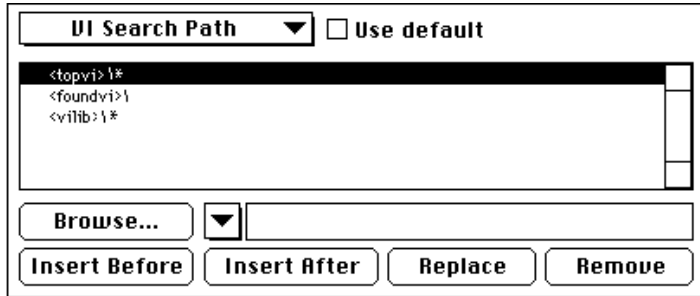 VI Search Path Use default
<topvi>\*
<foundvi>\
<vilib>\*
Browse...
Insert Before Insert After Replace Remove